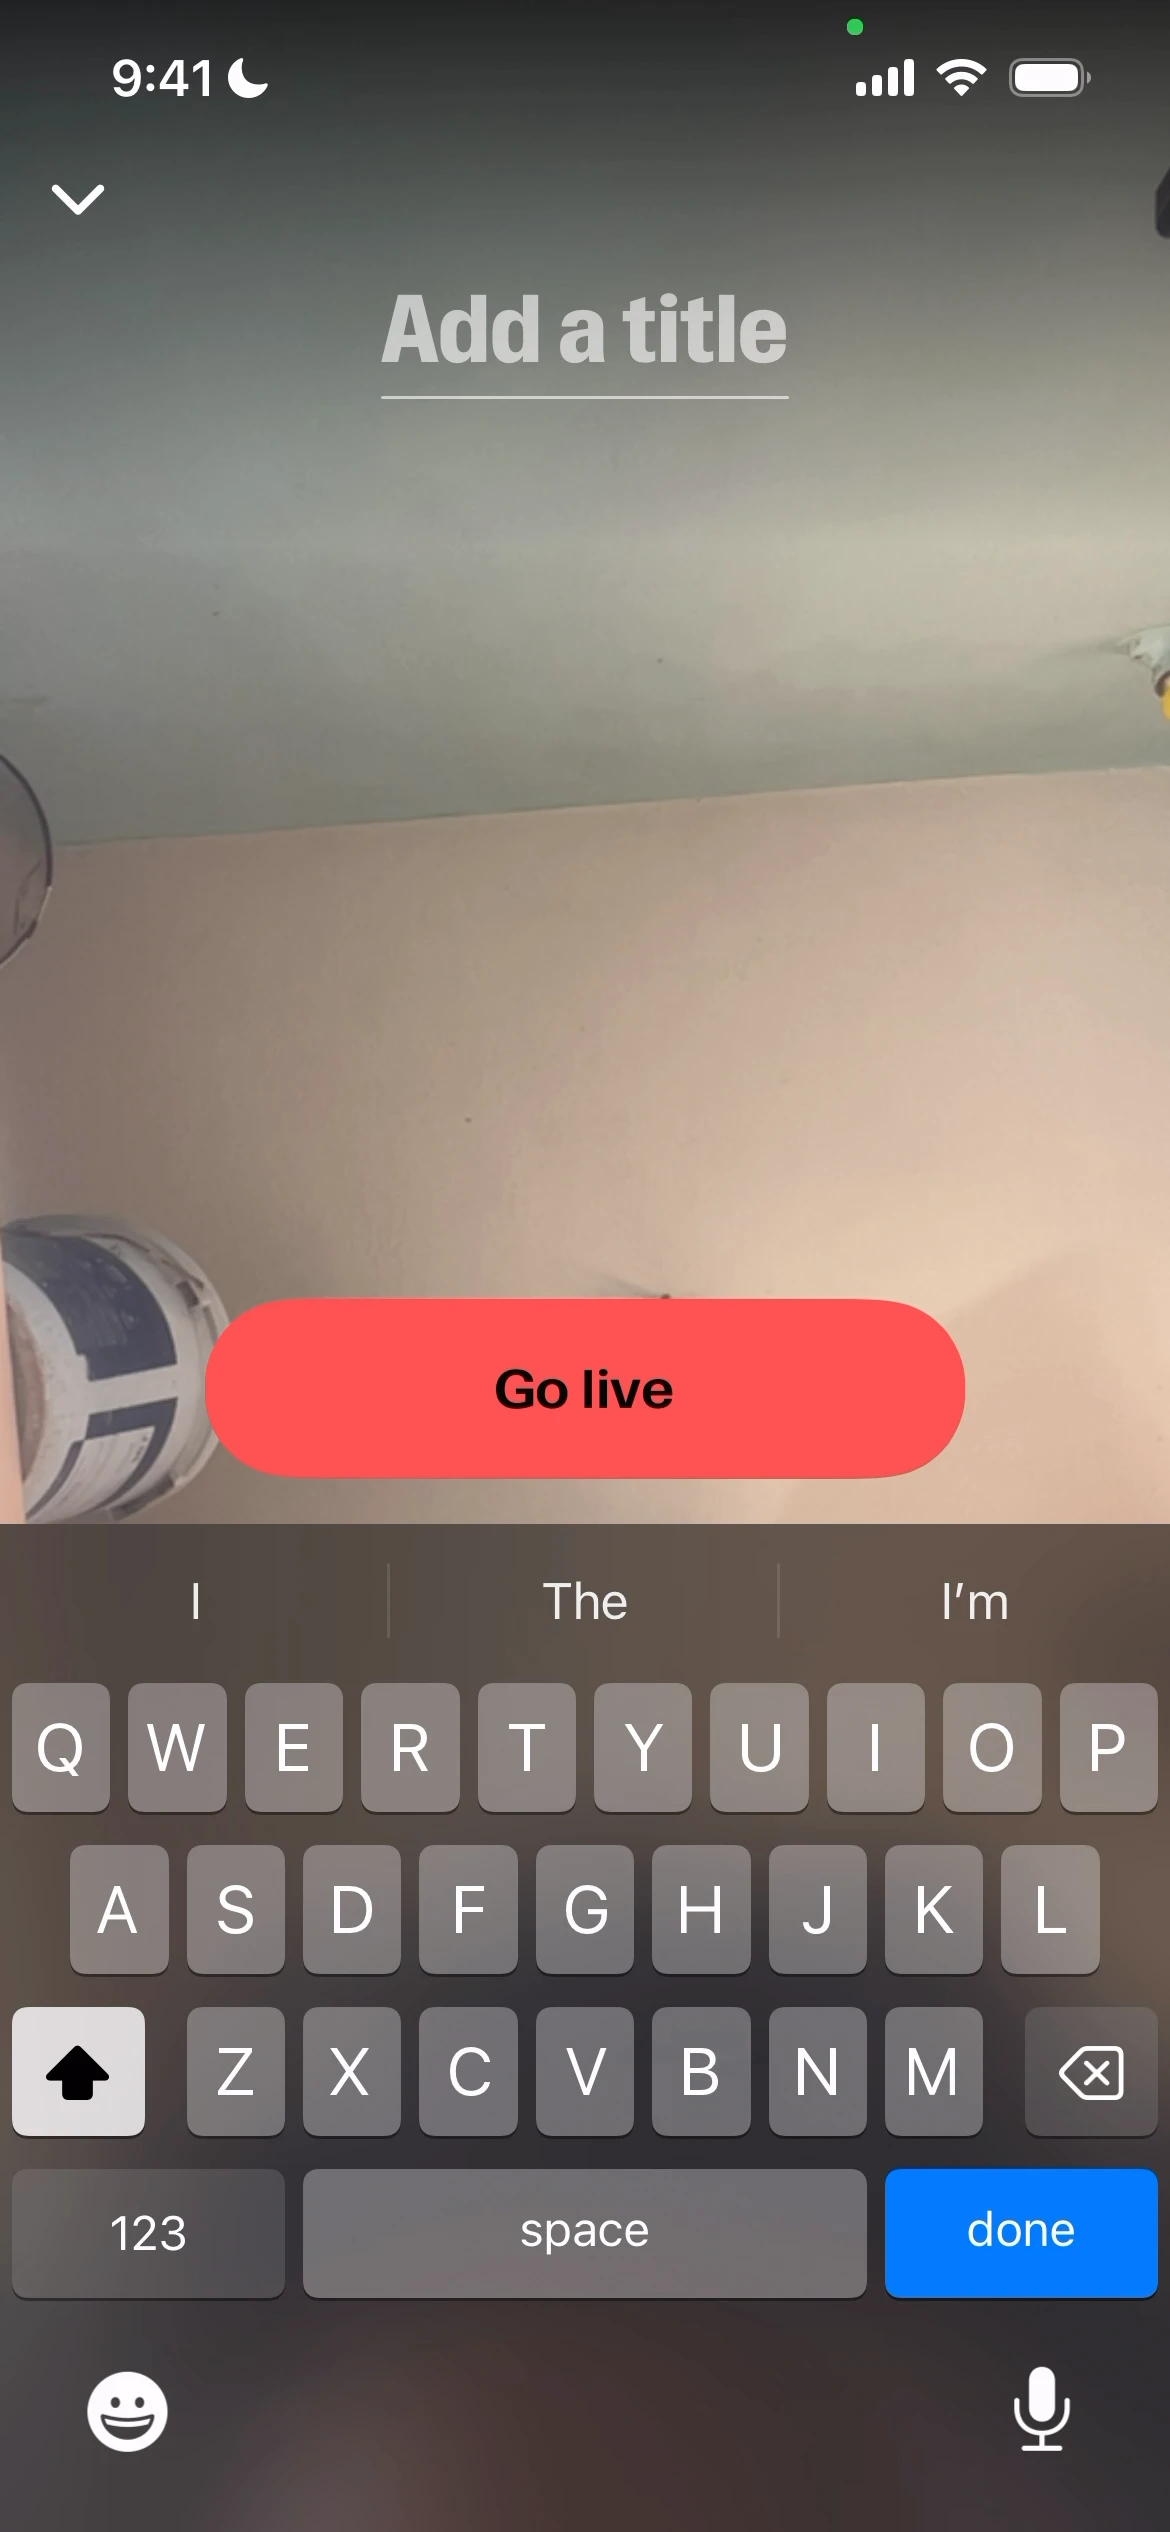 9:41
Add a title
Go live
I The I'm
Q W E R T Y U I O P
A S D F G H J K L
Z X C V B N M
123 space done